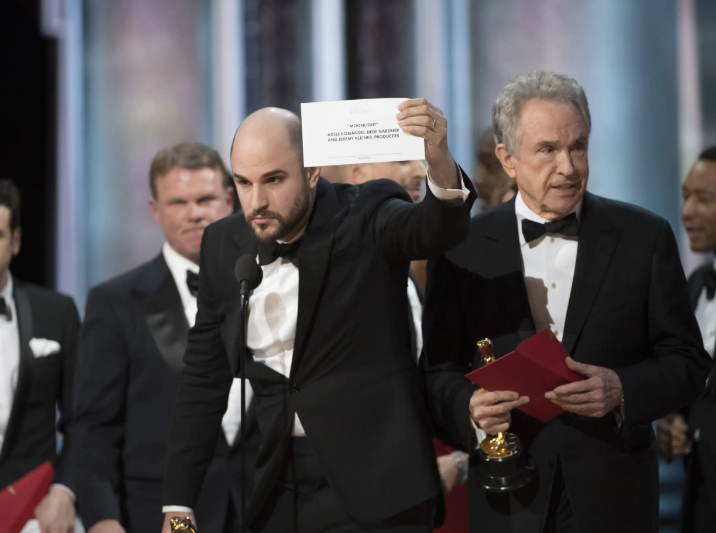 "MOONLIGHT"
ADELE ROMANSKI, DEDE GARDNER
AND JEREMY KLEINER, PRODUCERS